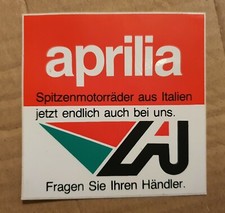 aprilia
Spitzenmotorräder aus Italien
jetzt endlich auch bei uns.
Fragen Sie Ihren Händler.